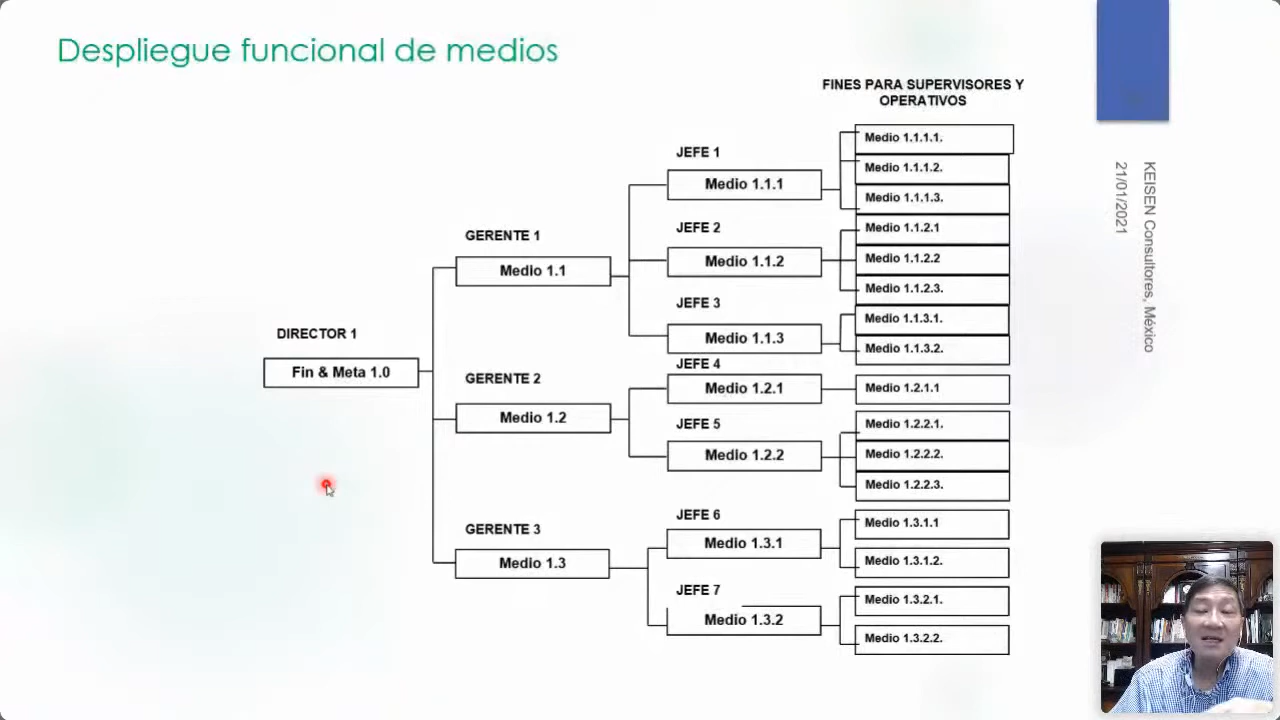 Despliegue funcional de medios
FINES PARA SUPERVISORES Y
OPERATIVOS
DIRECTOR 1
Fin & Meta 1.0
GERENTE 1
Medio 1.1
GERENTE 2
Medio 1.2
GERENTE 3
Medio 1.3
JEFE 1
Medio 1.1.1
JEFE 2
Medio 1.1.2
JEFE 3
Medio 1.1.3
JEFE 4
Medio 1.2.1
JEFE 5
Medio 1.2.2
JEFE 6
Medio 1.3.1
JEFE 7
Medio 1.3.2
Medio 1.1.1.1.
Medio 1.1.1.2.
Medio 1.1.1.3.
Medio 1.1.2.1
Medio 1.1.2.2
Medio 1.1.2.3.
Medio 1.1.3.1.
Medio 1.1.3.2.
Medio 1.2.1.1
Medio 1.2.2.1.
Medio 1.2.2.2.
Medio 1.2.2.3.
Medio 1.3.1.1
Medio 1.3.1.2.
Medio 1.3.2.1.
Medio 1.3.2.2.
KEISEN Consultores, México
21/01/2021